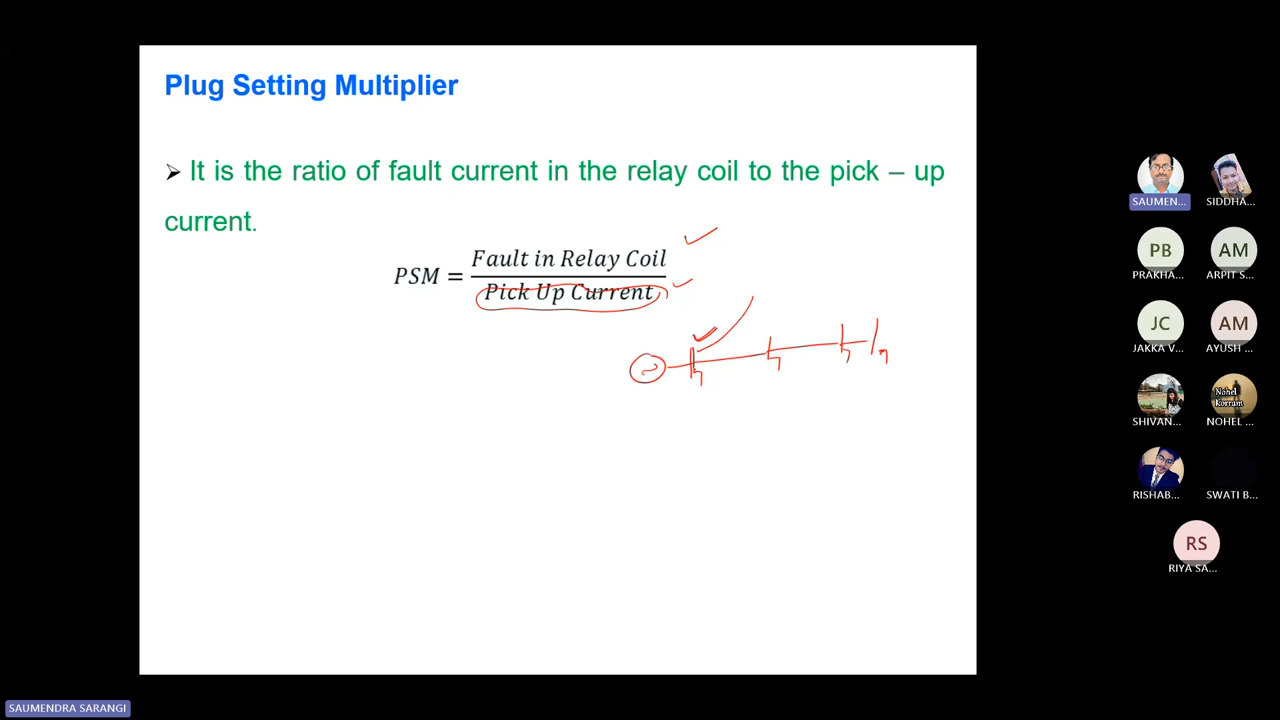 Plug Setting Multiplier
➢ It is the ratio of fault current in the relay coil to the pick – up
current.
PSM = Fault in Relay Coil
Pick Up Current
SAUMEN...
SIDDHA...
PB
AM
PRAKHA...
ARPIT S...
JC
AM
JAKKA V...
AYUSH ...
Nohel
Korram
SHIVAN...
NOHEL ...
RISHAB...
SWATI B...
RS
RIYA SA...
SAUMENDRA SARANGI